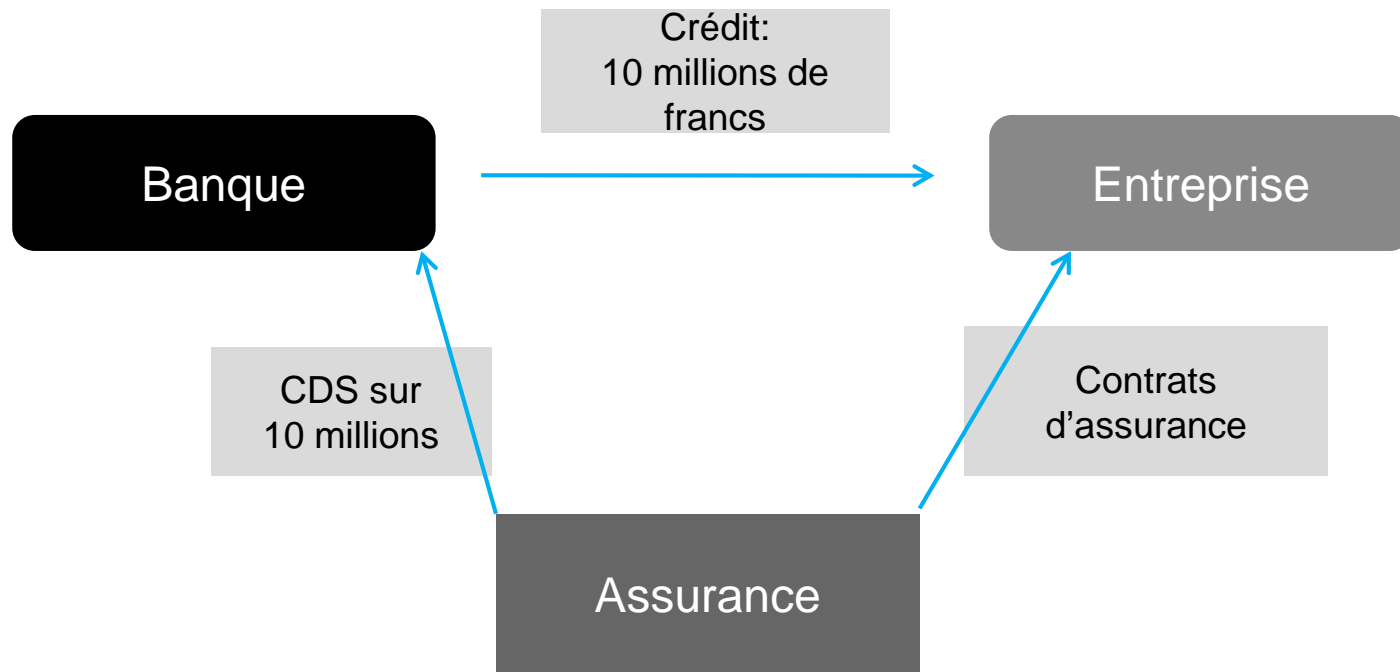 Crédit:
10 millions de
francs
Banque
Entreprise
CDS sur
10 millions
Contrats
d’assurance
Assurance